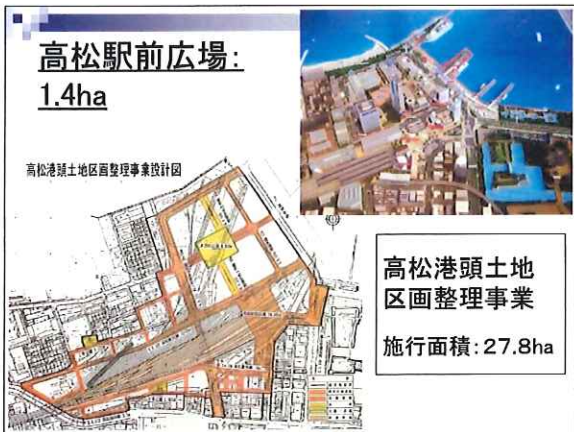 高松駅前広場:
1.4ha
高松港頭土地区画整理事業設計図
高松港頭土地
区画整理事業
施行面積:27.8ha